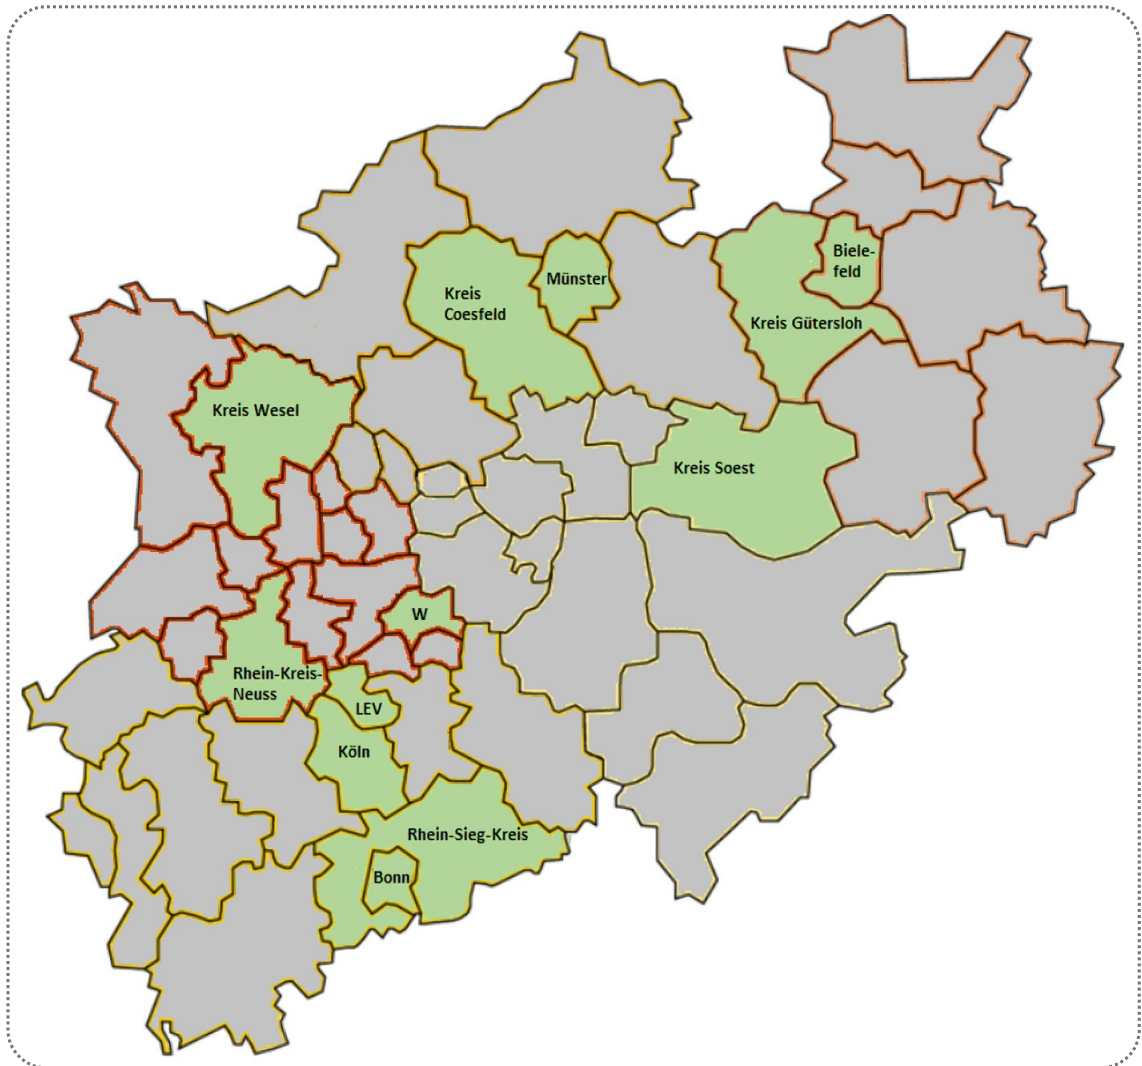 Biele-
feld
Münster
Kreis
Coesfeld
Kreis Gütersloh
Kreis Wesel
Kreis Soest
W
Rhein-Kreis-
Neuss
LEV
Köln
Rhein-Sieg-Kreis
Bonn